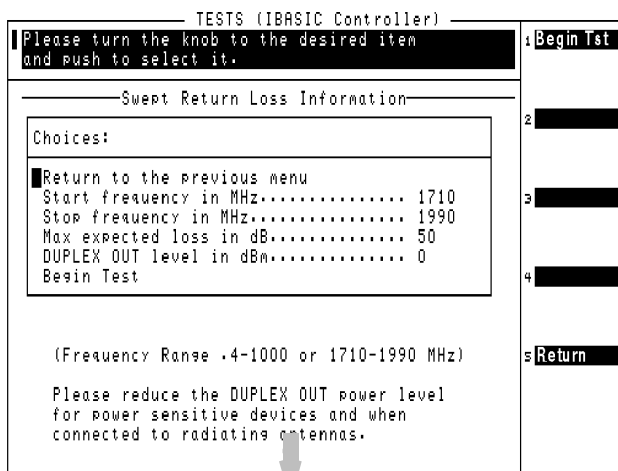 TESTS (IBASIC Controller)
Please turn the knob to the desired item
and push to select it.
1 Begin Tst
Swept Return Loss Information
2
Choices:
Return to the previous menu
Start frequency in MHz............... 1710
3
Stop frequency in MHz................ 1990
Max expected loss in dB.............. 50
DUPLEX OUT level in dBm.............. 0
Begin Test
4
(Frequency Range .4-1000 or 1710-1990 MHz)
5 Return
Please reduce the DUPLEX OUT power level
for power sensitive devices and when
connected to radiating antennas.